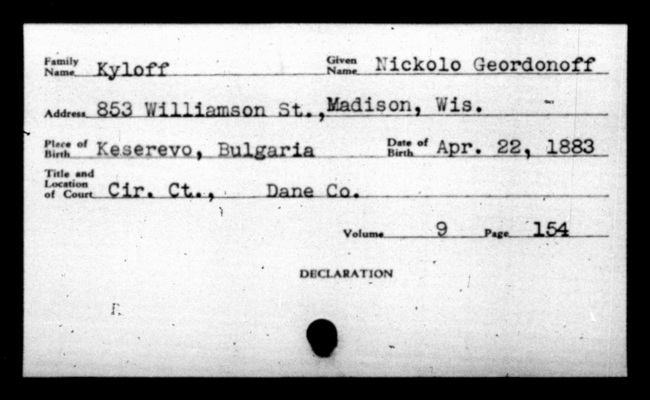 Family Name Kyloff Given Name Nickolo Geordonoff
Address 853 Williamson St., Madison, Wis.
Place of Birth Keserevo, Bulgaria Date of Birth Apr. 22, 1883
Title and Location of Court Cir. Ct., Dane Co.
Volume 9 Page 154
DECLARATION